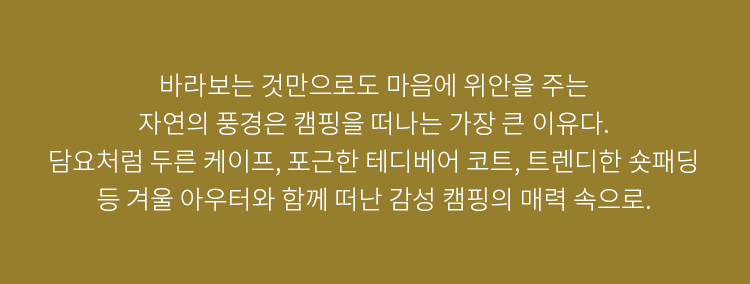 바라보는 것만으로도 마음에 위안을 주는
자연의 풍경은 캠핑을 떠나는 가장 큰 이유다.
담요처럼 두른 케이프, 포근한 테디베어 코트, 트렌디한 숏패딩
등 겨울 아우터와 함께 떠난 감성 캠핑의 매력 속으로.